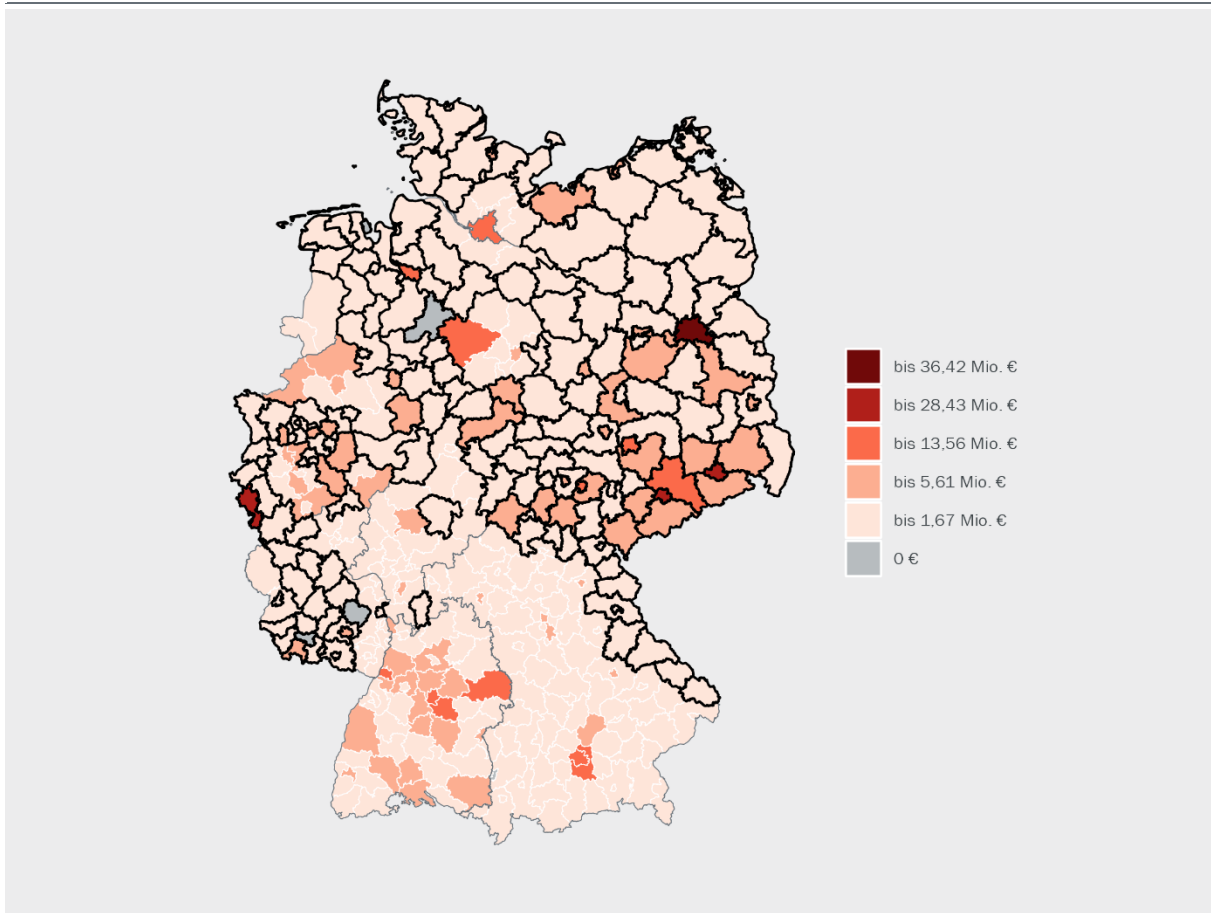 bis 36,42 Mio. €
bis 28,43 Mio. €
bis 13,56 Mio. €
bis 5,61 Mio. €
bis 1,67 Mio. €
0 €